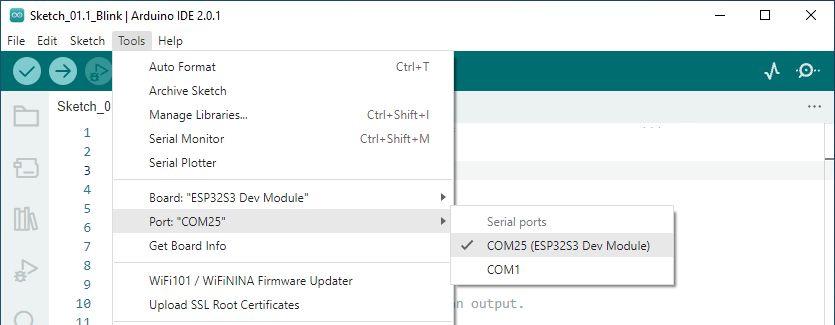 Sketch_01.1_Blink | Arduino IDE 2.0.1
File Edit Sketch Tools Help
Auto Format Ctrl+T
Archive Sketch
Sketch_0
Manage Libraries... Ctrl+Shift+I
1
Serial Monitor Ctrl+Shift+M
2
Serial Plotter
3
4
Board: "ESP32S3 Dev Module"
5
Port: "COM25"
Serial ports
6
Get Board Info
COM25 (ESP32S3 Dev Module)
7
COM1
8
WiFi101 / WiFiNINA Firmware Updater
9
Upload SSL Root Certificates
n output.
10
11